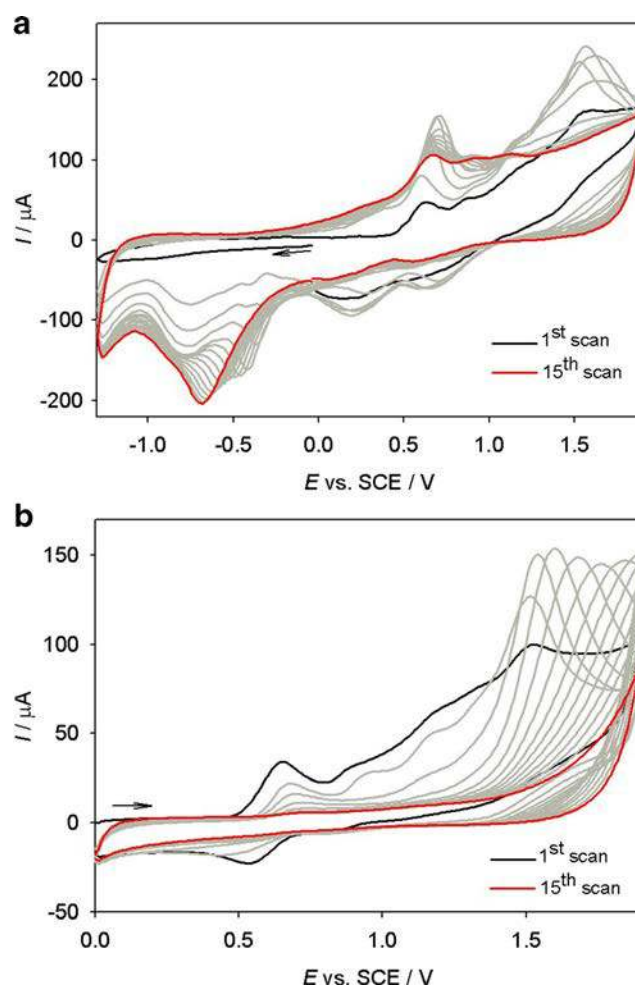 a
200
100
0
-100
-200
I / µA
1st scan
15th scan
-1.0 -0.5 0.0 0.5 1.0 1.5
E vs. SCE / V
b
150
100
50
0
-50
I / µA
1st scan
15th scan
0.0 0.5 1.0 1.5
E vs. SCE / V